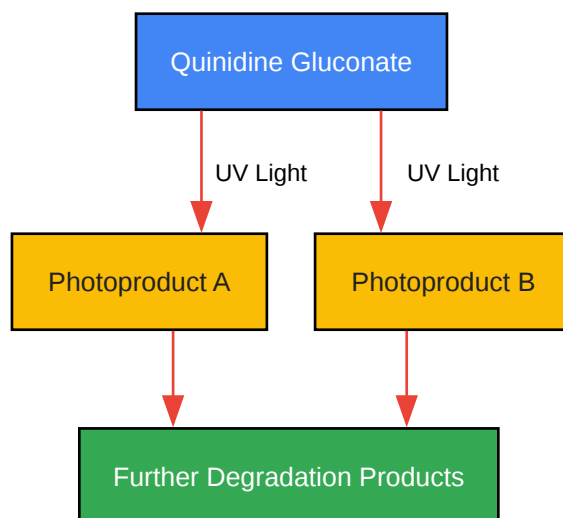 Quinidine Gluconate
UV Light UV Light
Photoproduct A Photoproduct B
Further Degradation Products